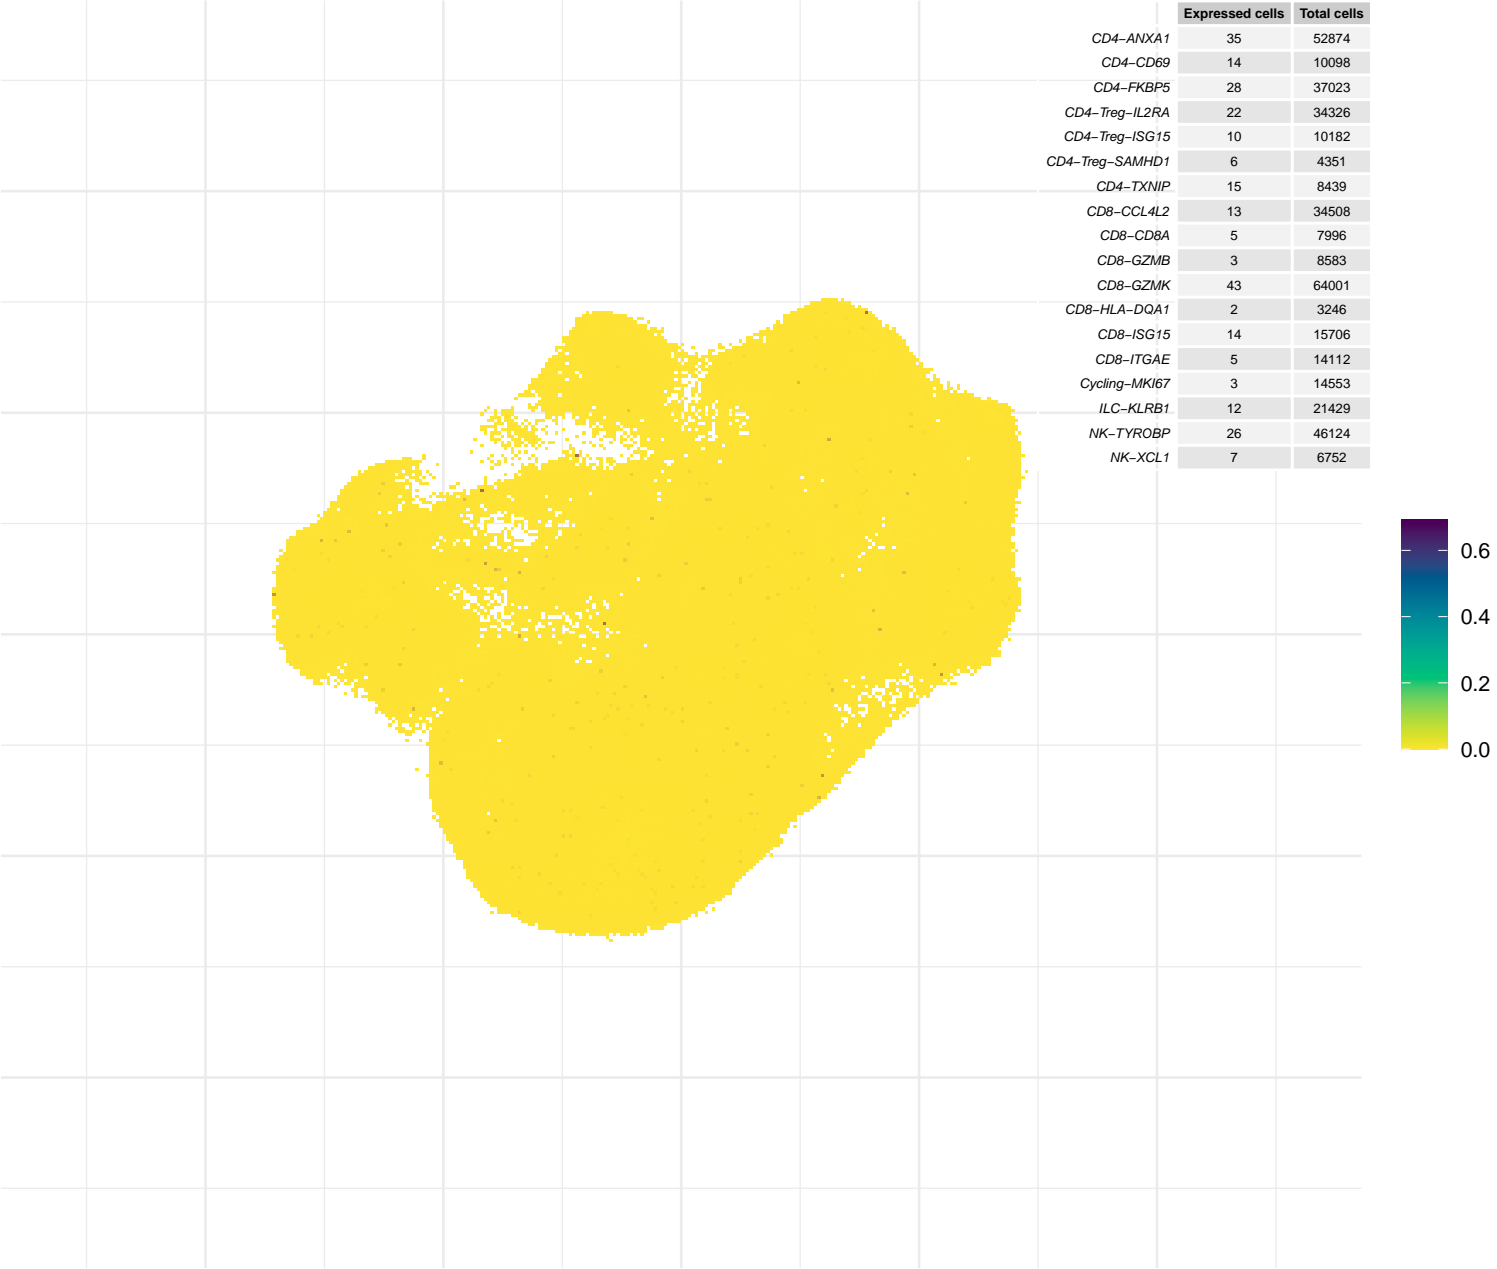 Expressed cells Total cells
CD4−ANXA1 35 52874
CD4−CD69 14 10098
CD4−FKBP5 28 37023
CD4−Treg−IL2RA 22 34326
CD4−Treg−ISG15 10 10182
CD4−Treg−SAMHD1 6 4351
CD4−TXNIP 15 8439
CD8−CCL4L2 13 34508
CD8−CD8A 5 7996
CD8−GZMB 3 8583
CD8−GZMK 43 64001
CD8−HLA−DQA1 2 3246
CD8−ISG15 14 15706
CD8−ITGAE 5 14112
Cycling−MKI67 3 14553
ILC−KLRB1 12 21429
NK−TYROBP 26 46124
NK−XCL1 7 6752
0.6
0.4
0.2
0.0